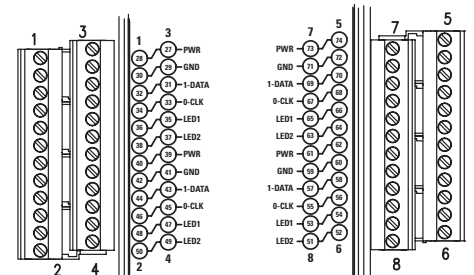 1 3
1 3
28 27 PWR
30 29 GND
32 31 1-DATA
34 33 0-CLK
36 35 LED1
38 37 LED2
40 39 PWR
42 41 GND
44 43 1-DATA
46 45 0-CLK
48 47 LED1
50 49 LED2
2 4
2 4
7 5
7 5
PWR 73 74
GND 71 72
1-DATA 69 70
0-CLK 67 68
LED1 65 66
LED2 63 64
PWR 61 62
GND 59 60
1-DATA 57 58
0-CLK 55 56
LED1 53 54
LED2 51 52
8 6
8 6